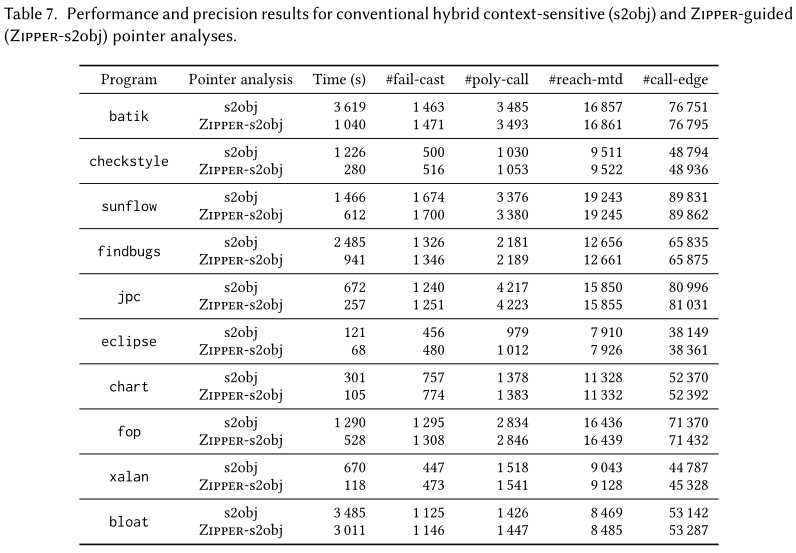 Table 7. Performance and precision results for conventional hybrid context-sensitive (s2obj) and Zipper-guided
(Zipper-s2obj) pointer analyses.
Program Pointer analysis Time (s) #fail-cast #poly-call #reach-mtd #call-edge
batik s2obj 3 619 1 463 3 485 16 857 76 751
Zipper-s2obj 1 040 1 471 3 493 16 861 76 795
checkstyle s2obj 1 226 500 1 030 9 511 48 794
Zipper-s2obj 280 516 1 053 9 522 48 936
sunflow s2obj 1 466 1 674 3 376 19 243 89 831
Zipper-s2obj 612 1 700 3 380 19 245 89 862
findbugs s2obj 2 485 1 326 2 181 12 656 65 835
Zipper-s2obj 941 1 346 2 189 12 661 65 875
jpc s2obj 672 1 240 4 217 15 850 80 996
Zipper-s2obj 257 1 251 4 223 15 855 81 031
eclipse s2obj 121 456 979 7 910 38 149
Zipper-s2obj 68 480 1 012 7 926 38 361
chart s2obj 301 757 1 378 11 328 52 370
Zipper-s2obj 105 774 1 383 11 332 52 392
fop s2obj 1 290 1 295 2 834 16 436 71 370
Zipper-s2obj 528 1 308 2 846 16 439 71 432
xalan s2obj 670 447 1 518 9 043 44 787
Zipper-s2obj 118 473 1 541 9 128 45 328
bloat s2obj 3 485 1 125 1 426 8 469 53 142
Zipper-s2obj 3 011 1 146 1 447 8 485 53 287